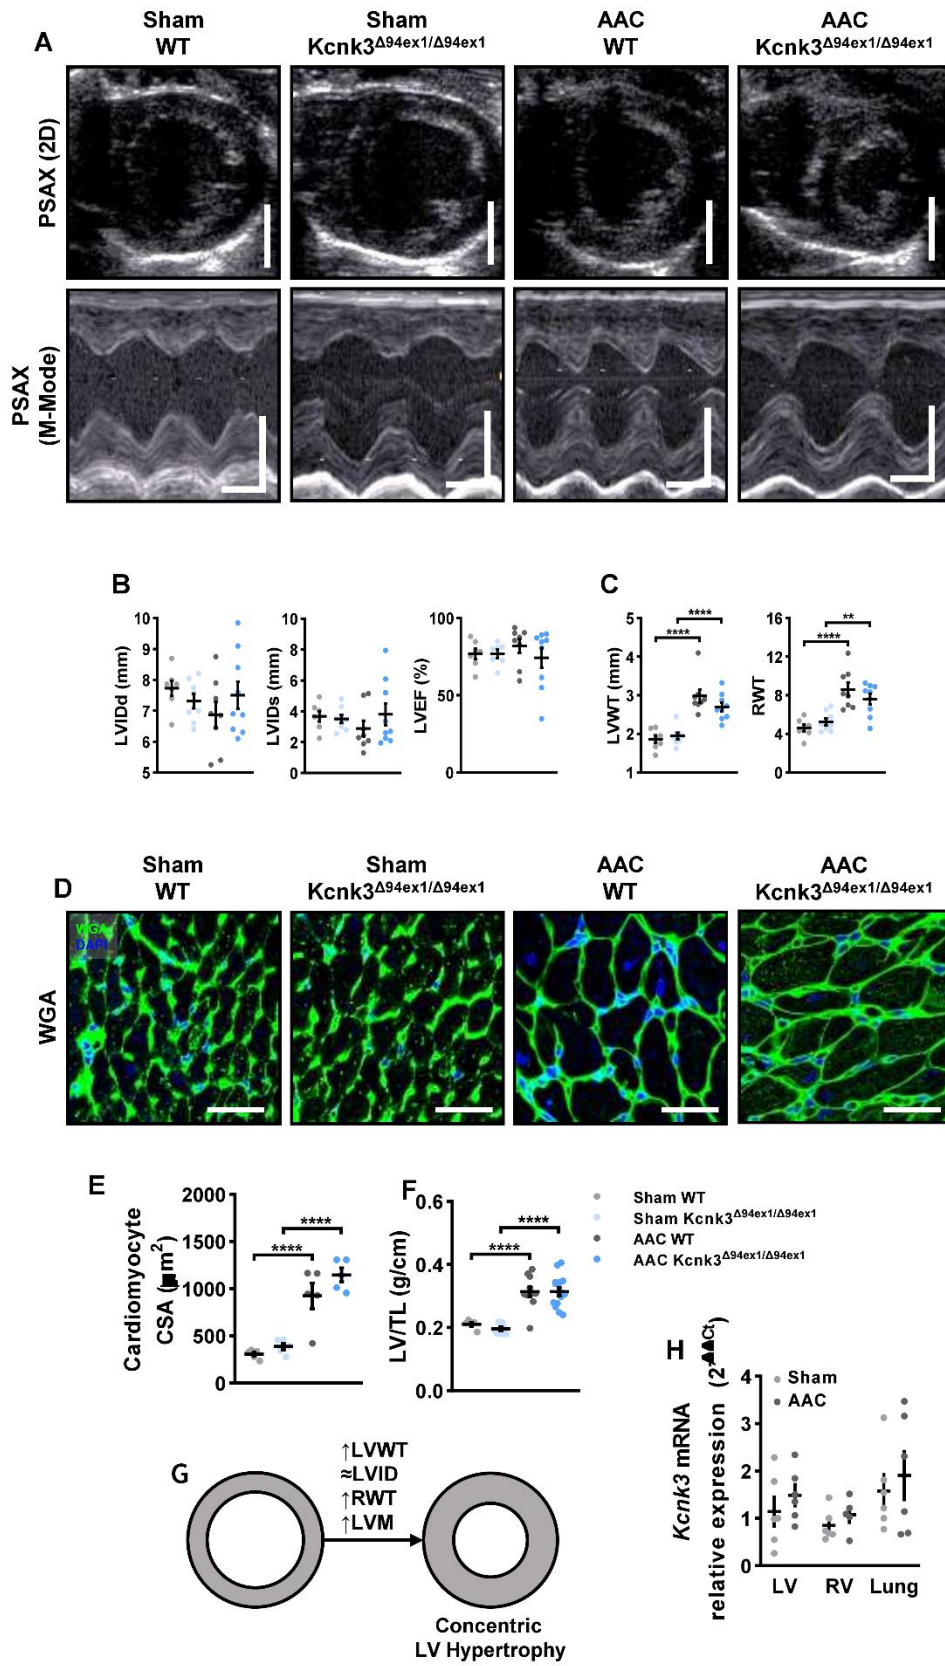 Sham
WT
Sham
Kcnk3Δ94ex1/Δ94ex1
AAC
WT
AAC
Kcnk3Δ94ex1/Δ94ex1
A
PSAX (2D)
PSAX
(M-Mode)
B
LVIDd (mm)
10
9
8
7
6
5
LVIDs (mm)
10
8
6
4
2
0
LVEF (%)
100
50
0
C
LVWT (mm)
5
4
3
2
1
****
****
RWT
16
12
8
4
0
****
**
D
Sham
WT
Sham
Kcnk3Δ94ex1/Δ94ex1
AAC
WT
AAC
Kcnk3Δ94ex1/Δ94ex1
WGA
WGA
DAPI
E
Cardiomyocyte
CSA (m²)
2000
1500
1000
500
0
****
****
F
LV/TL (g/cm)
0.6
0.4
0.2
0.0
****
****
Sham WT
Sham Kcnk3Δ94ex1/Δ94ex1
AAC WT
AAC Kcnk3Δ94ex1/Δ94ex1
G
↑LVWT
≈LVID
↑RWT
↑LVM
Concentric
LV Hypertrophy
H
Kcnk3 mRNA
relative expression (2 Ct)
4
3
2
1
0
Sham
AAC
LV
RV
Lung